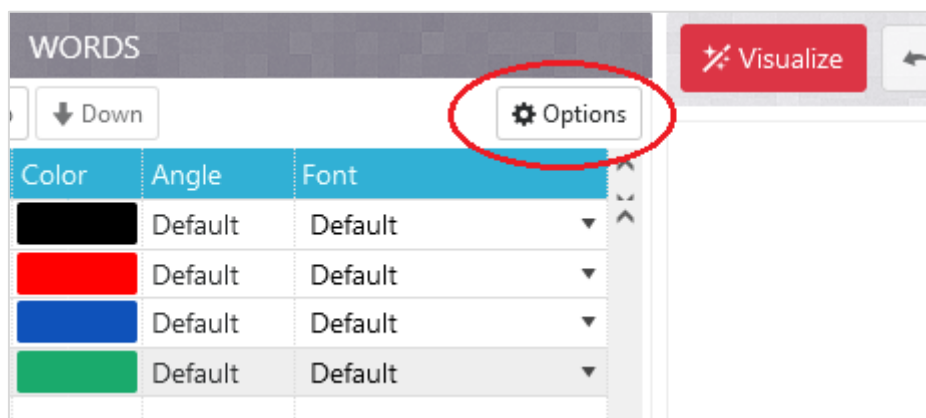 WORDS
Visualize
Down
Options
Color Angle Font
Default Default
Default Default
Default Default
Default Default